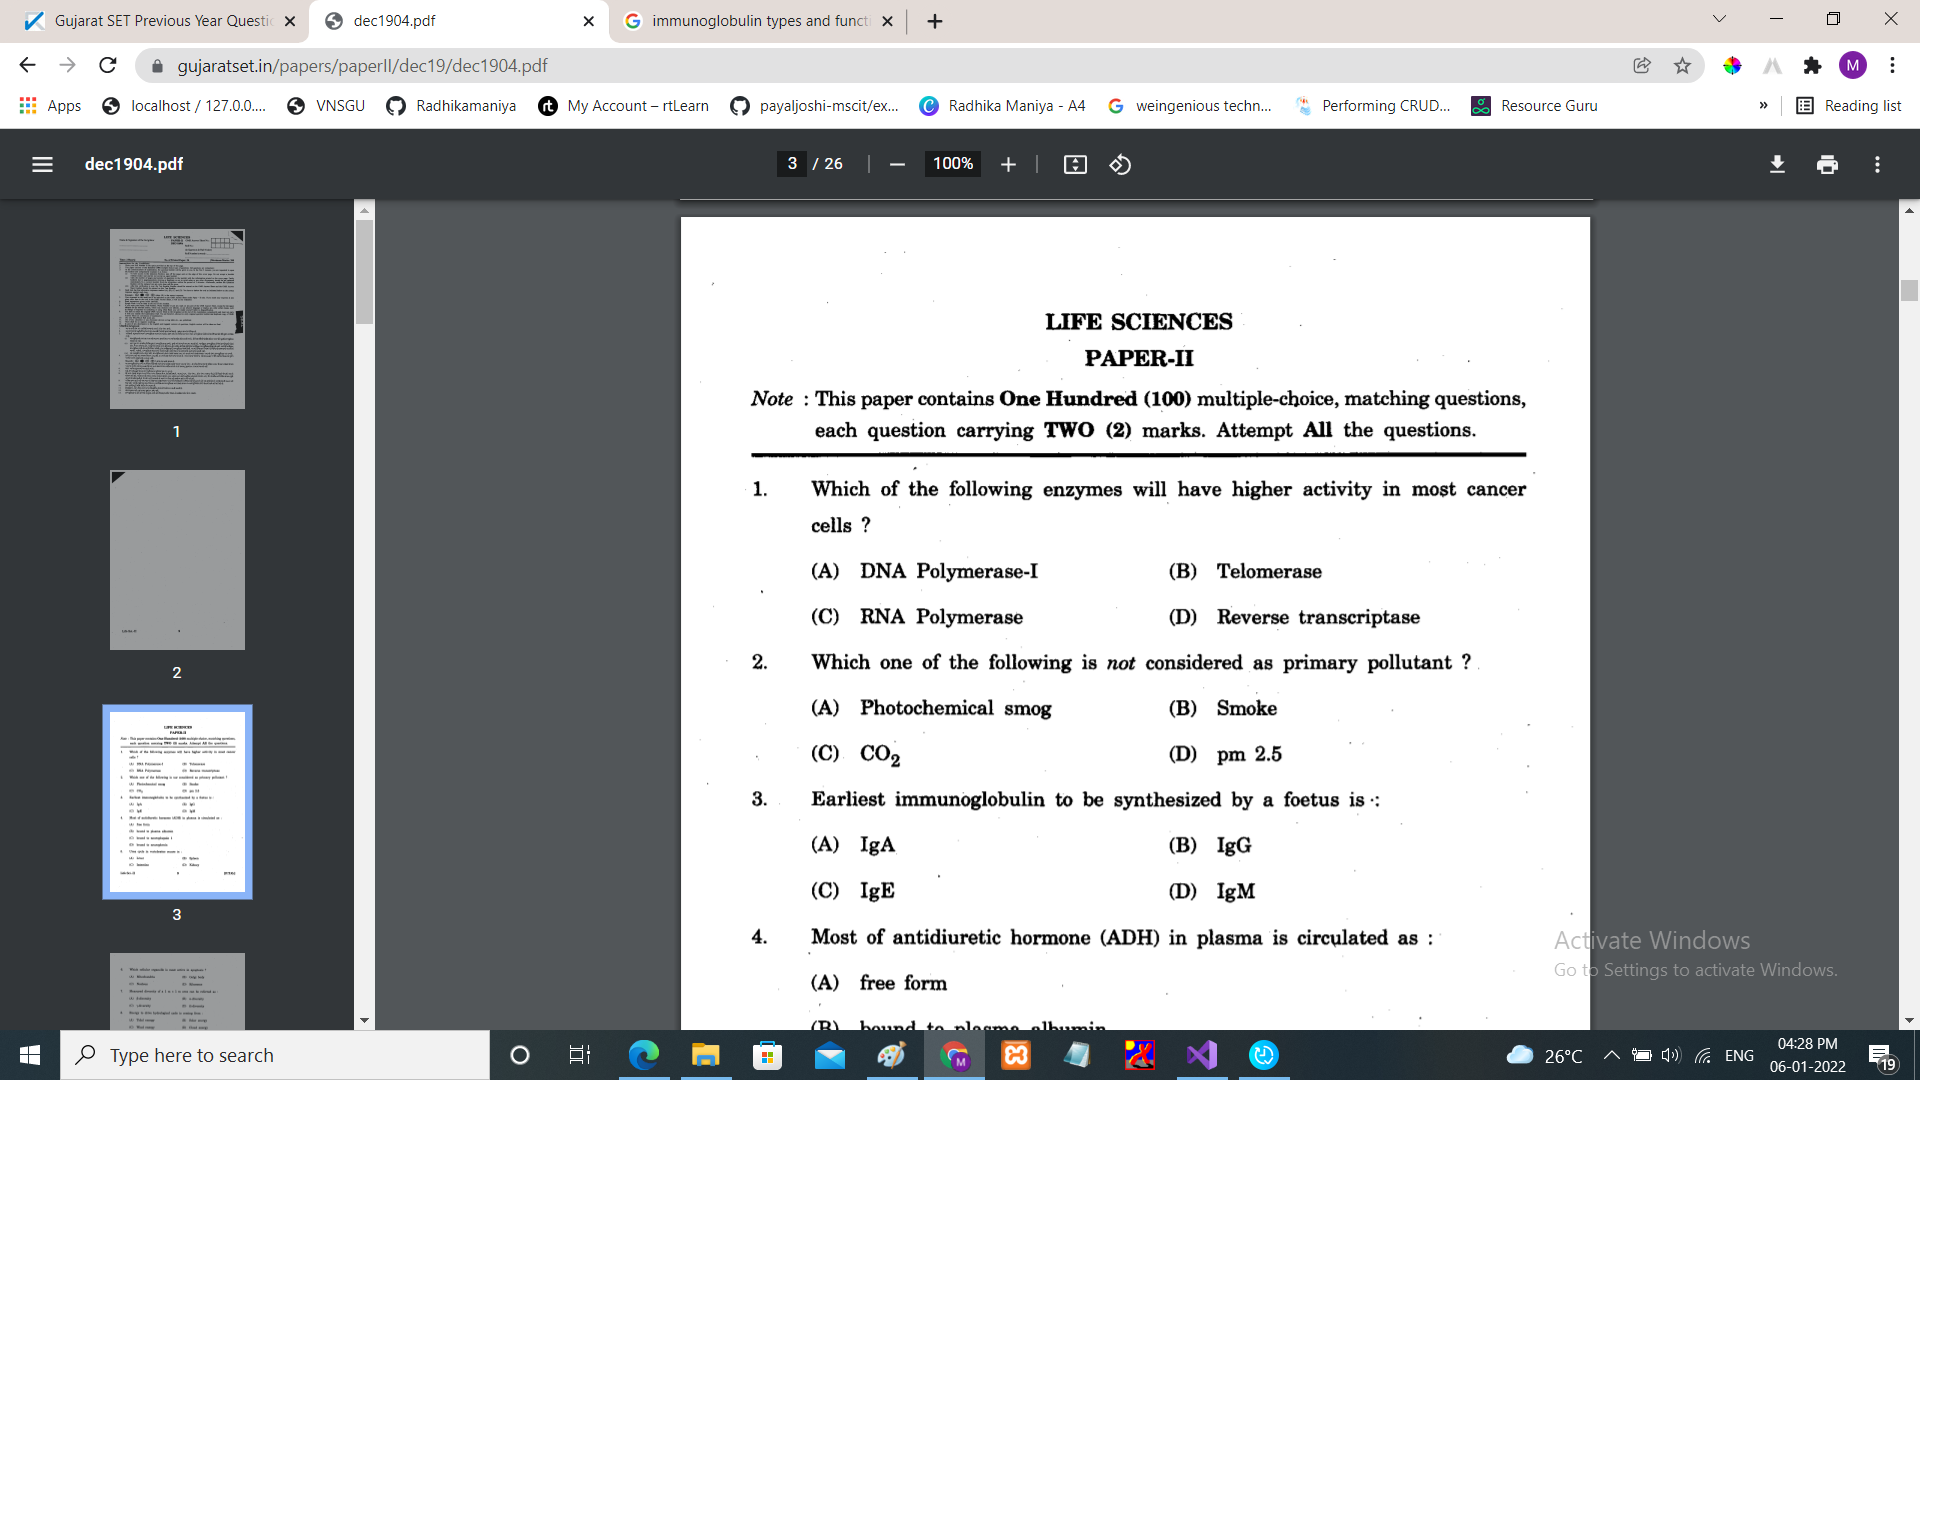 Gujarat SET Previous Year Questi
dec1904.pdf
immunoglobulin types and functi
gujaratset.in/papers/paperII/dec19/dec1904.pdf
M
Apps
localhost / 127.0.0....
VNSGU
Radhikamaniya
rt
My Account – rtLearn
payaljoshi-mscit/ex...
Radhika Maniya - A4
weingenious techn...
Performing CRUD...
Resource Guru
»
Reading list
dec1904.pdf
3 / 26
100%
1
2
3
LIFE SCIENCES
PAPER-II
Note : This paper contains One Hundred (100) multiple-choice, matching questions,
each question carrying TWO (2) marks. Attempt All the questions.
1. Which of the following enzymes will have higher activity in most cancer
cells ?
(A) DNA Polymerase-I (B) Telomerase
(C) RNA Polymerase (D) Reverse transcriptase
2. Which one of the following is not considered as primary pollutant ?
(A) Photochemical smog (B) Smoke
(C) CO₂ (D) pm 2.5
3. Earliest immunoglobulin to be synthesized by a foetus is :
(A) IgA (B) IgG
(C) IgE (D) IgM
4. Most of antidiuretic hormone (ADH) in plasma is circulated as :
(A) free form
(B) bound to plasma albumin
Activate Windows
Go to Settings to activate Windows.
Type here to search
M
26°C
ENG
04:28 PM
06-01-2022
19